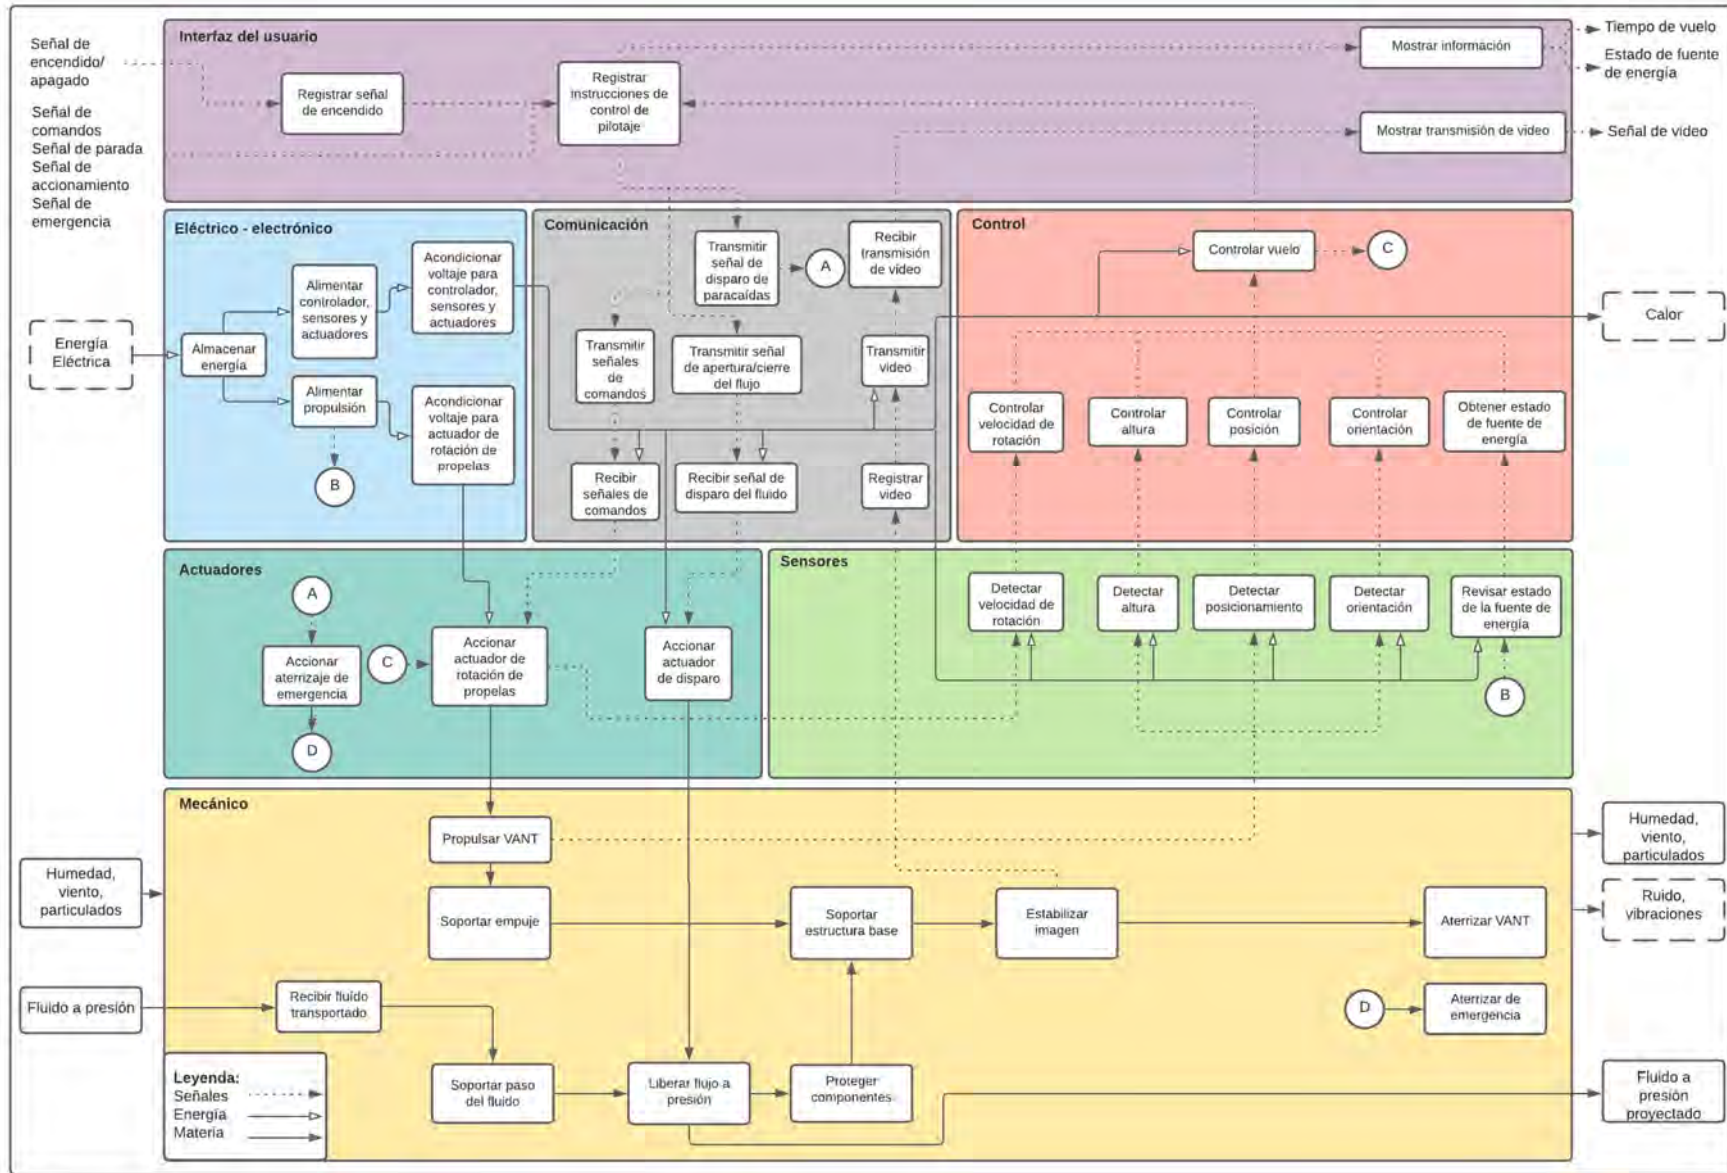 Interfaz del usuario
Señal de
encendido/
apagado
Señal de
comandos
Señal de parada
Señal de
accionamiento
Señal de
emergencia
Registrar señal
de encendido
Registrar
instrucciones de
control de
pilotaje
Mostrar información
Mostrar transmisión de video
Tiempo de vuelo
Estado de fuente
de energía
Señal de video
Eléctrico - electrónico
Energía
Eléctrica
Almacenar
energía
Alimentar
controlador,
sensores y
actuadores
Acondicionar
voltaje para
controlador,
sensores y
actuadores
Alimentar
propulsión
Acondicionar
voltaje para
actuador de
rotación de
propelas
B
Comunicación
Transmitir
señal de
disparo de
paracaídas
A
Recibir
transmisión
de video
Transmitir
señales
de
comandos
Transmitir señal
de apertura/cierre
del flujo
Transmitir
video
Recibir
señales de
comandos
Recibir señal de
disparo del fluido
Registrar
video
Control
Controlar vuelo
C
Calor
Controlar
velocidad de
rotación
Controlar
altura
Controlar
posición
Controlar
orientación
Obtener estado
de fuente de
energía
Actuadores
A
Accionar
aterrizaje de
emergencia
D
C
Accionar
actuador de
rotación de
propelas
Accionar
actuador
de disparo
Sensores
Detectar
velocidad de
rotación
Detectar
altura
Detectar
posicionamiento
Detectar
orientación
Revisar estado
de la fuente de
energía
B
Mecánico
Humedad,
viento,
particulados
Propulsar VANT
Soportar empuje
Soportar
estructura base
Estabilizar
imagen
Aterrizar VANT
Humedad,
viento,
particulados
Ruido,
vibraciones
Fluido a presión
Recibir fluído
transportado
D
Aterrizar de
emergencia
Soportar paso
del fluido
Liberar flujo a
presión
Proteger
componentes
Fluido a
presión
proyectado
Leyenda:
Señales
Energía
Materia